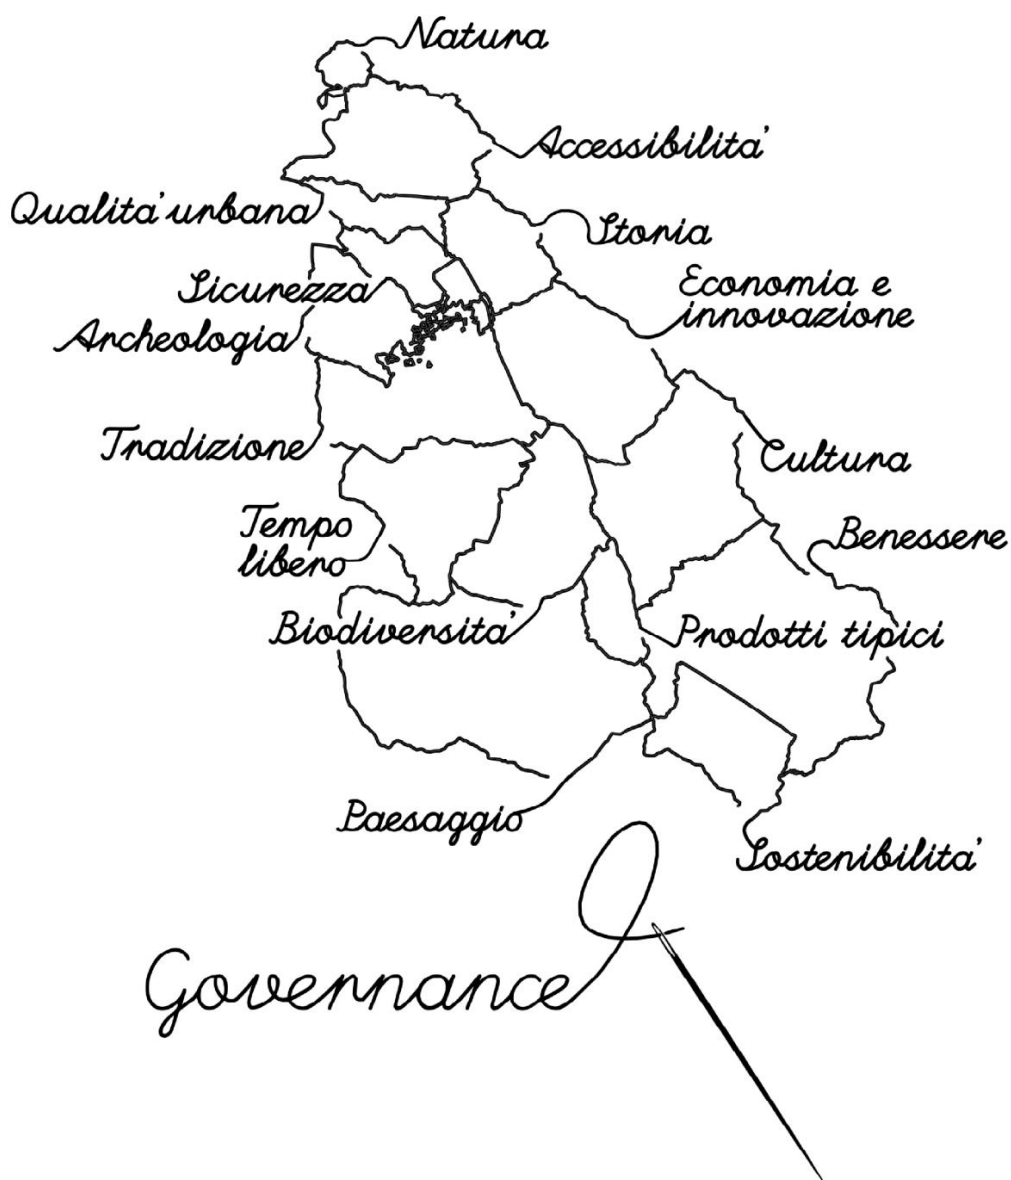 Natura
Accessibilita'
Qualita' urbana
Storia
Sicurezza
Economia e
innovazione
Archeologia
Tradizione
Cultura
Tempo
libero
Benessere
Biodiversita'
Prodotti tipici
Paesaggio
Sostenibilita'
Governance